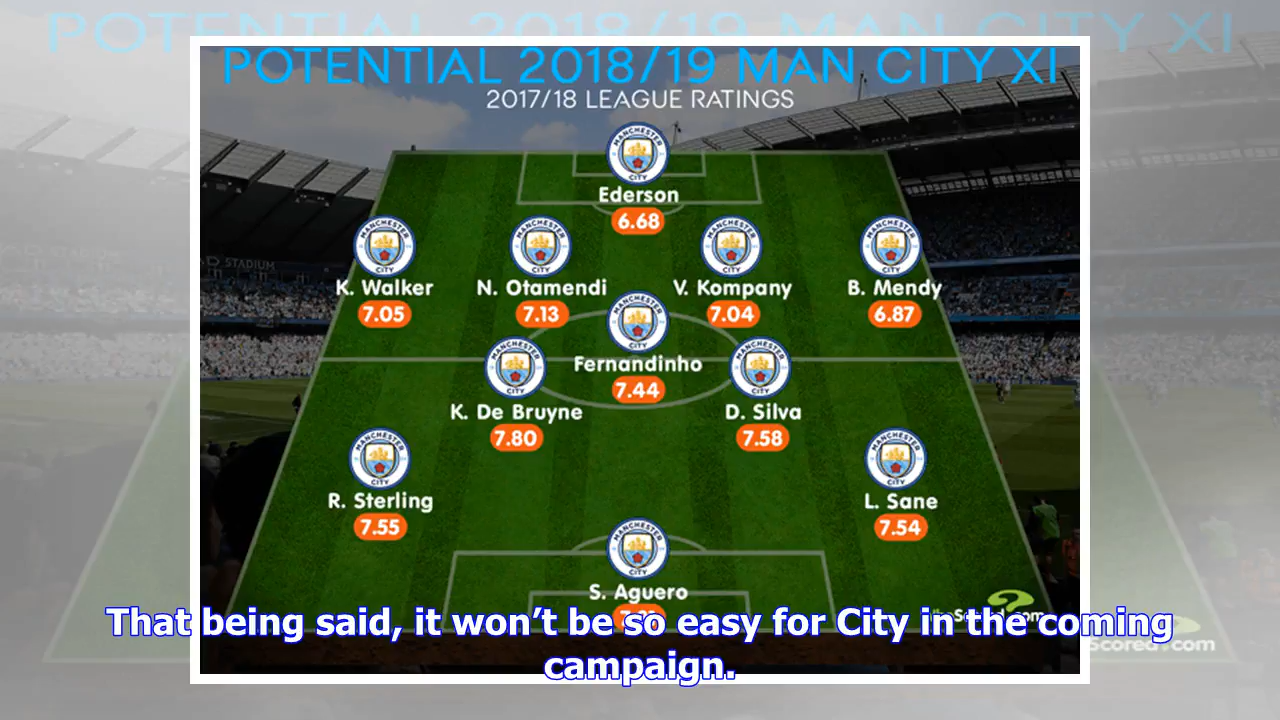 POTENTIAL 2018/19 MAN CITY XI
2017/18 LEAGUE RATINGS
Ederson
6.68
K. Walker
7.05
N. Otamendi
7.13
V. Kompany
7.04
B. Mendy
6.87
Fernandinho
7.44
K. De Bruyne
7.80
D. Silva
7.58
R. Sterling
7.55
L. Sane
7.54
S. Aguero
That being said, it won’t be so easy for City in the coming
campaign.